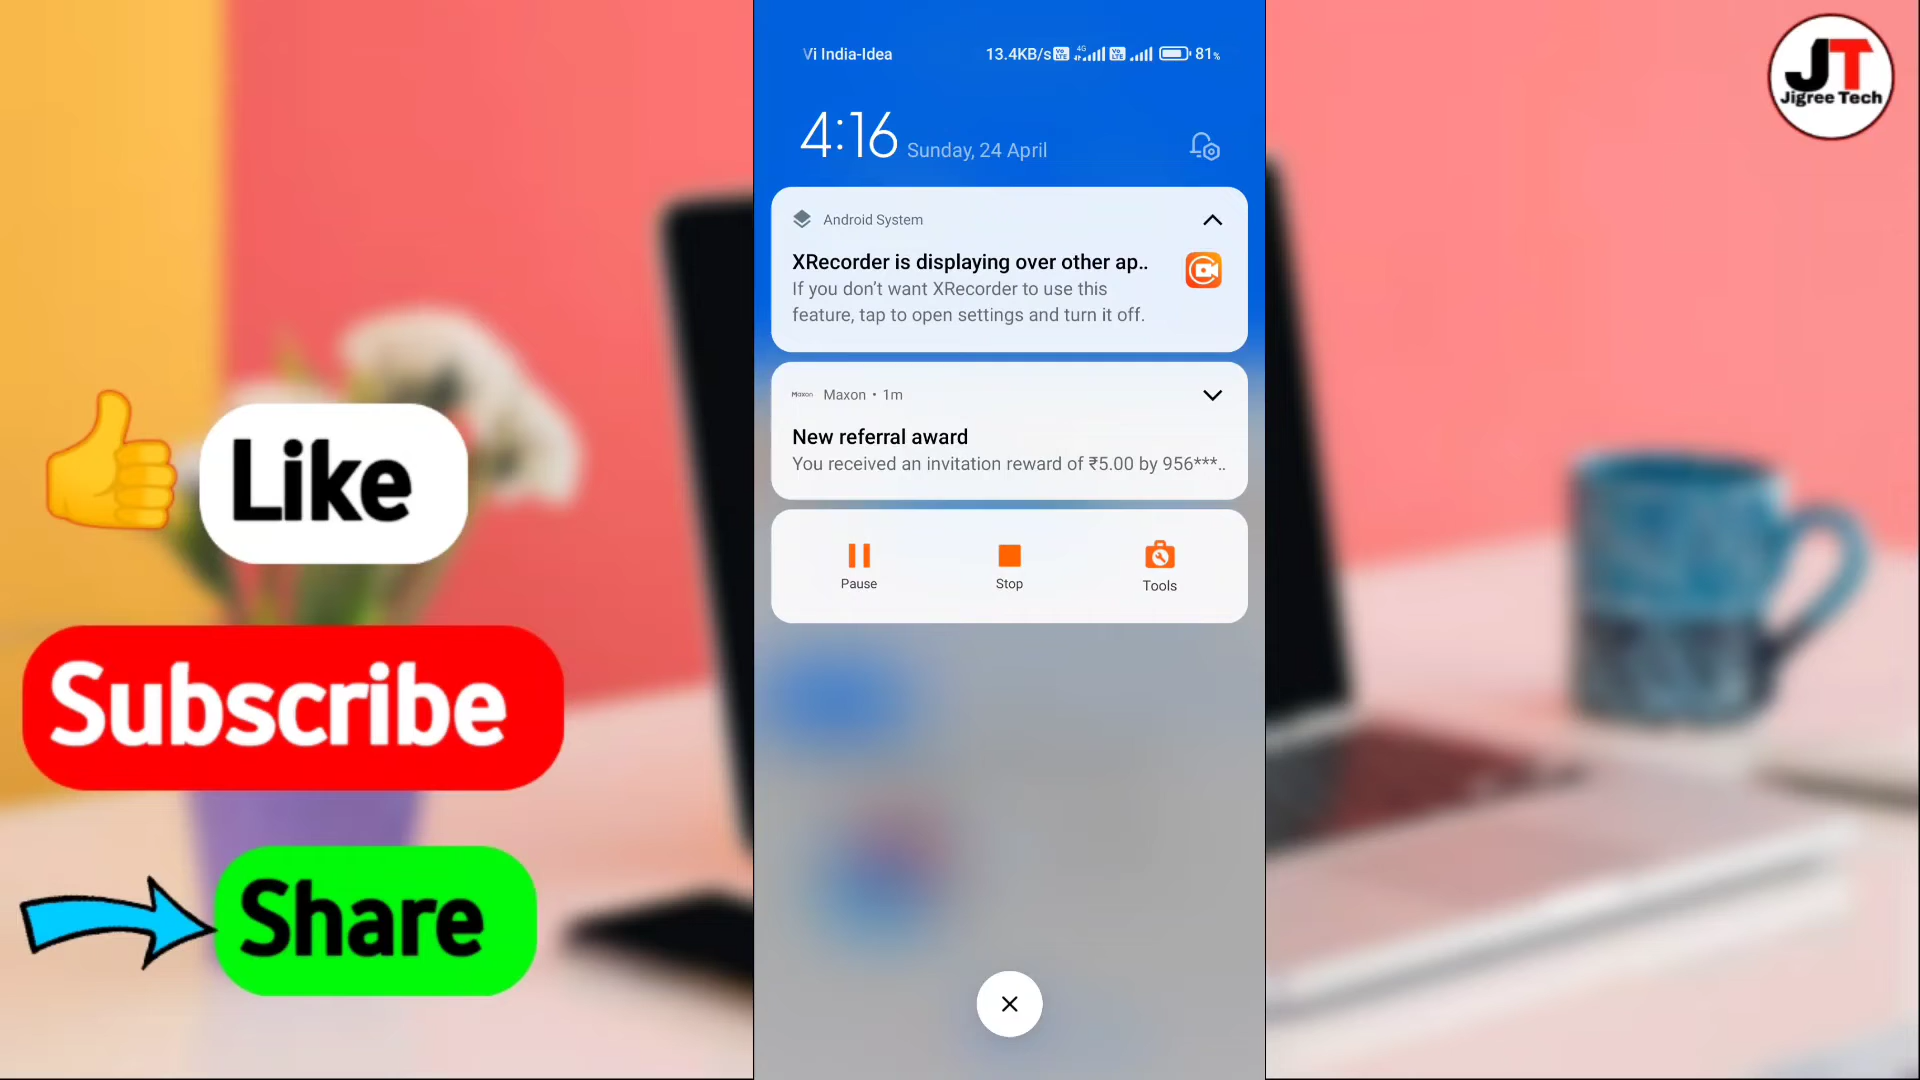 JT
Jigree Tech
Vi India-Idea
13.4KB/s
4G
81%
4:16 Sunday, 24 April
Android System
XRecorder is displaying over other ap..
If you don't want XRecorder to use this
feature, tap to open settings and turn it off.
Maxon Maxon • 1m
New referral award
You received an invitation reward of ₹5.00 by 956***..
Pause
Stop
Tools
Like
Subscribe
Share